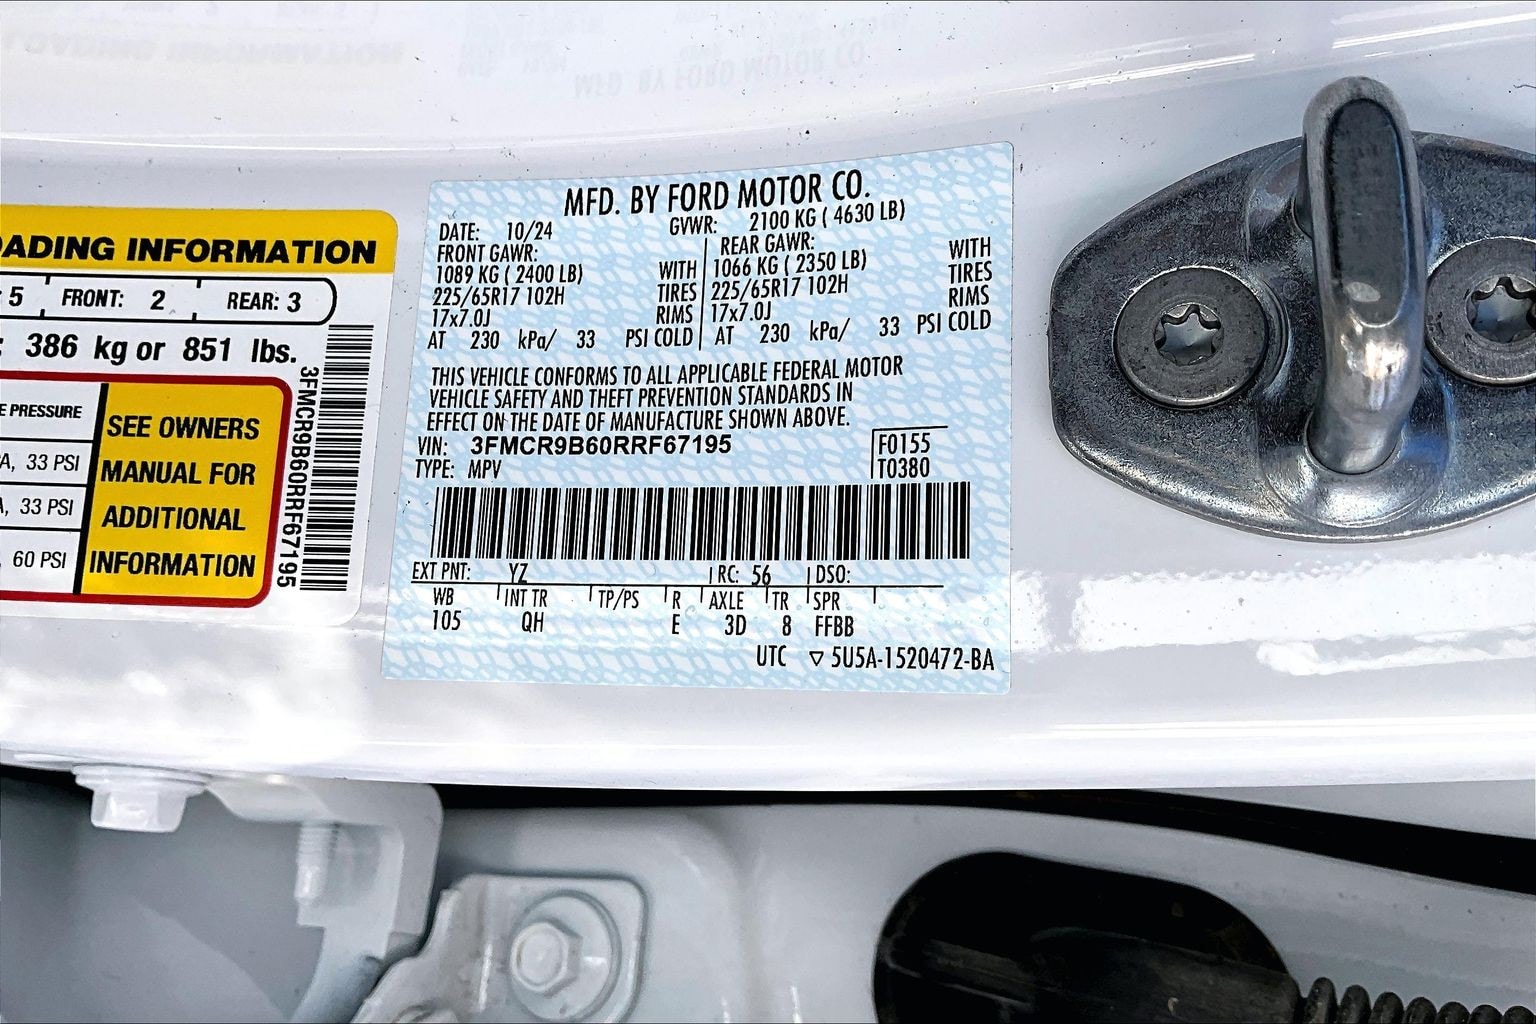 ADING INFORMATION
: 5 FRONT: 2 REAR: 3
: 386 kg or 851 lbs.
E PRESSURE
A, 33 PSI
A, 33 PSI
60 PSI
SEE OWNERS
MANUAL FOR
ADDITIONAL
INFORMATION
3FMCR9B60RRF67195
MFD. BY FORD MOTOR CO.
DATE: 10/24 GVWR: 2100 KG ( 4630 LB)
FRONT GAWR: REAR GAWR:
1089 KG ( 2400 LB) WITH 1066 KG ( 2350 LB) WITH
225/65R17 102H TIRES 225/65R17 102H TIRES
17x7.0J RIMS 17x7.0J RIMS
AT 230 kPa/ 33 PSI COLD AT 230 kPa/ 33 PSI COLD
THIS VEHICLE CONFORMS TO ALL APPLICABLE FEDERAL MOTOR
VEHICLE SAFETY AND THEFT PREVENTION STANDARDS IN
EFFECT ON THE DATE OF MANUFACTURE SHOWN ABOVE.
VIN: 3FMCR9B60RRF67195 F0155
TYPE: MPV T0380
EXT PNT: YZ RC: 56 DSO:
WB INT TR TP/PS R AXLE TR SPR
105 QH E 3D 8 FFBB
UTC ▽ 5U5A-1520472-BA